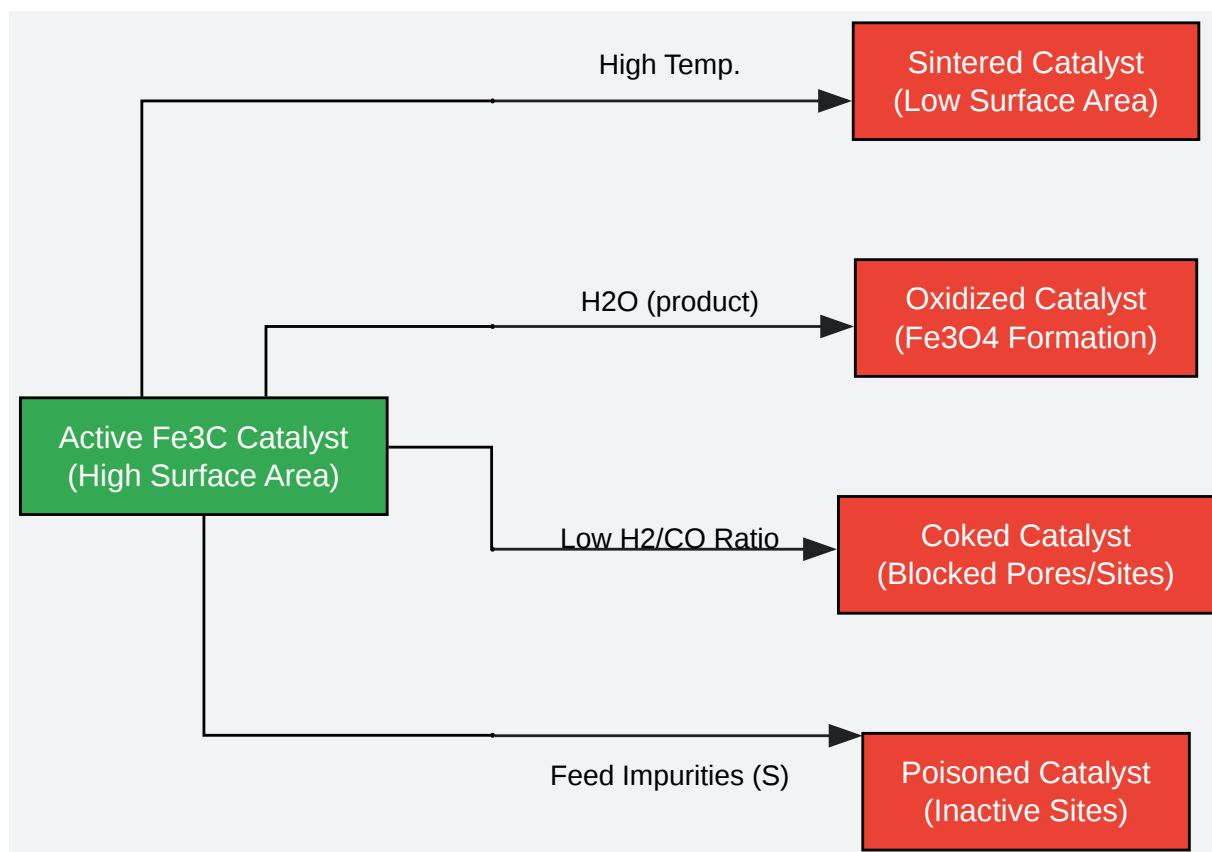 High Temp.
Sintered Catalyst
(Low Surface Area)
H2O (product)
Oxidized Catalyst
(Fe3O4 Formation)
Active Fe3C Catalyst
(High Surface Area)
Low H2/CO Ratio
Coked Catalyst
(Blocked Pores/Sites)
Feed Impurities (S)
Poisoned Catalyst
(Inactive Sites)